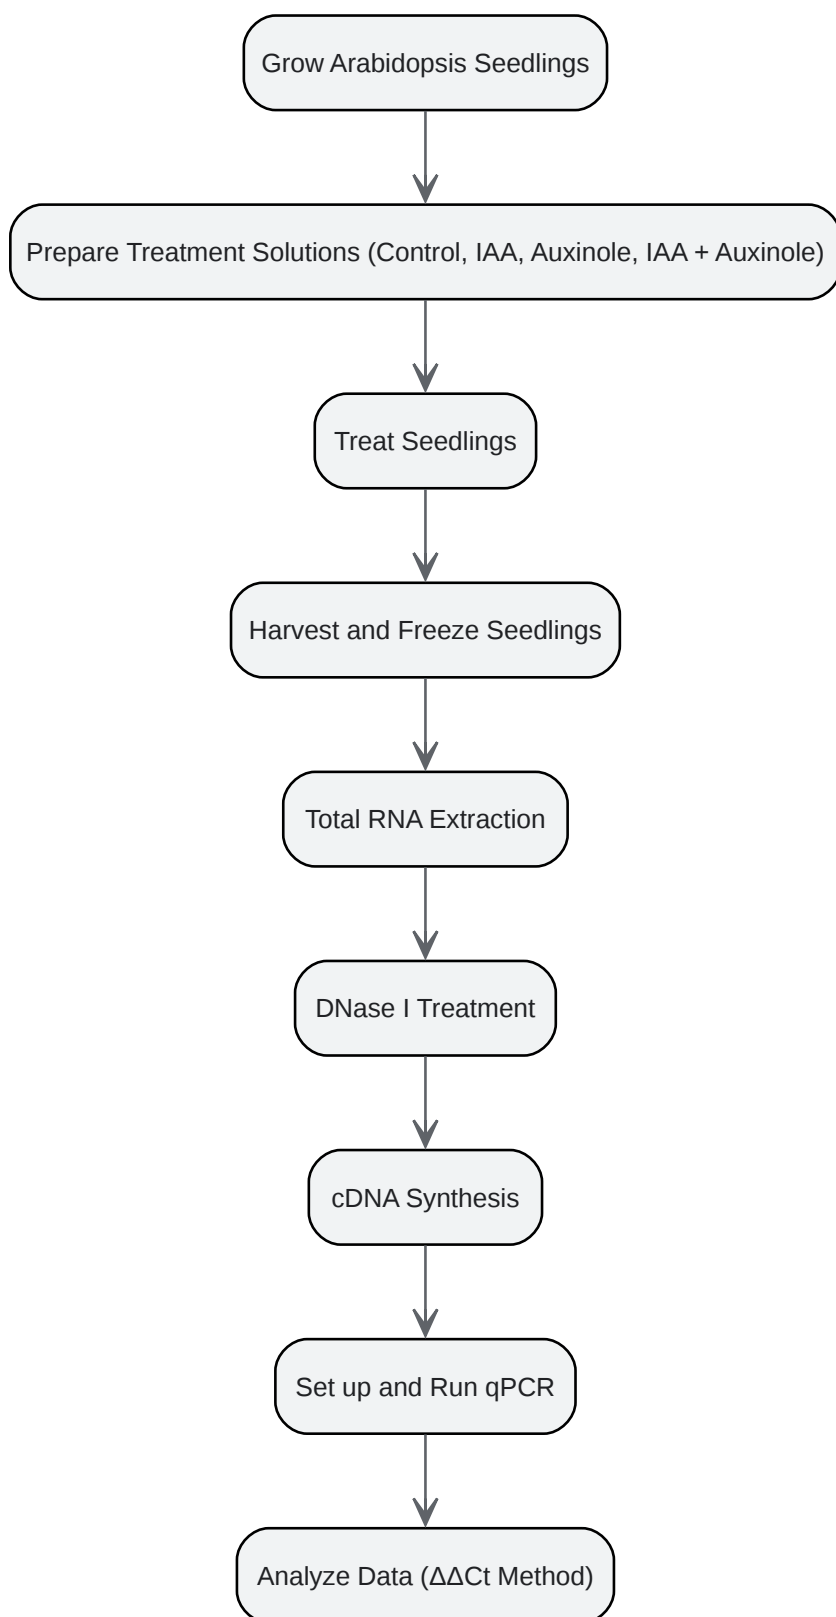 Grow Arabidopsis Seedlings
Prepare Treatment Solutions (Control, IAA, Auxinole, IAA + Auxinole)
Treat Seedlings
Harvest and Freeze Seedlings
Total RNA Extraction
DNase I Treatment
cDNA Synthesis
Set up and Run qPCR
Analyze Data (ΔΔCt Method)